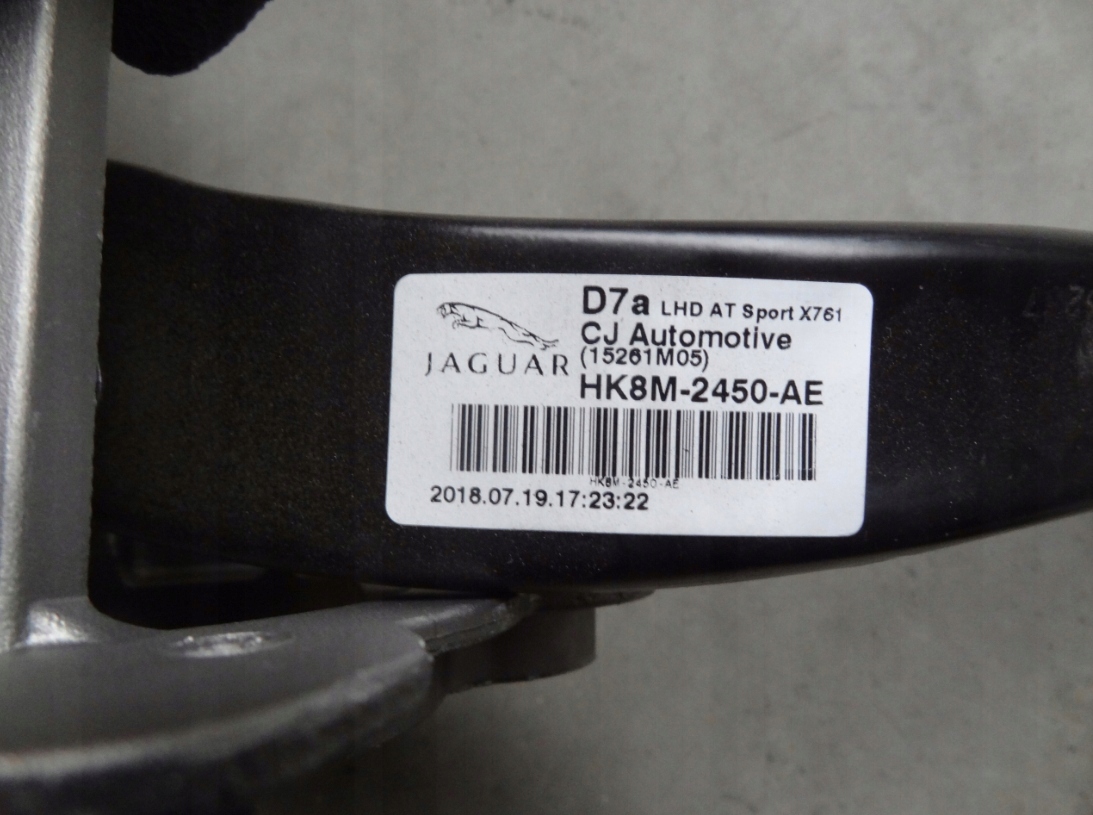 JAGUAR
D7a LHD AT Sport X761
CJ Automotive
(15261M05)
HK8M-2450-AE
HK8M-2450-AE
2018.07.19.17:23:22